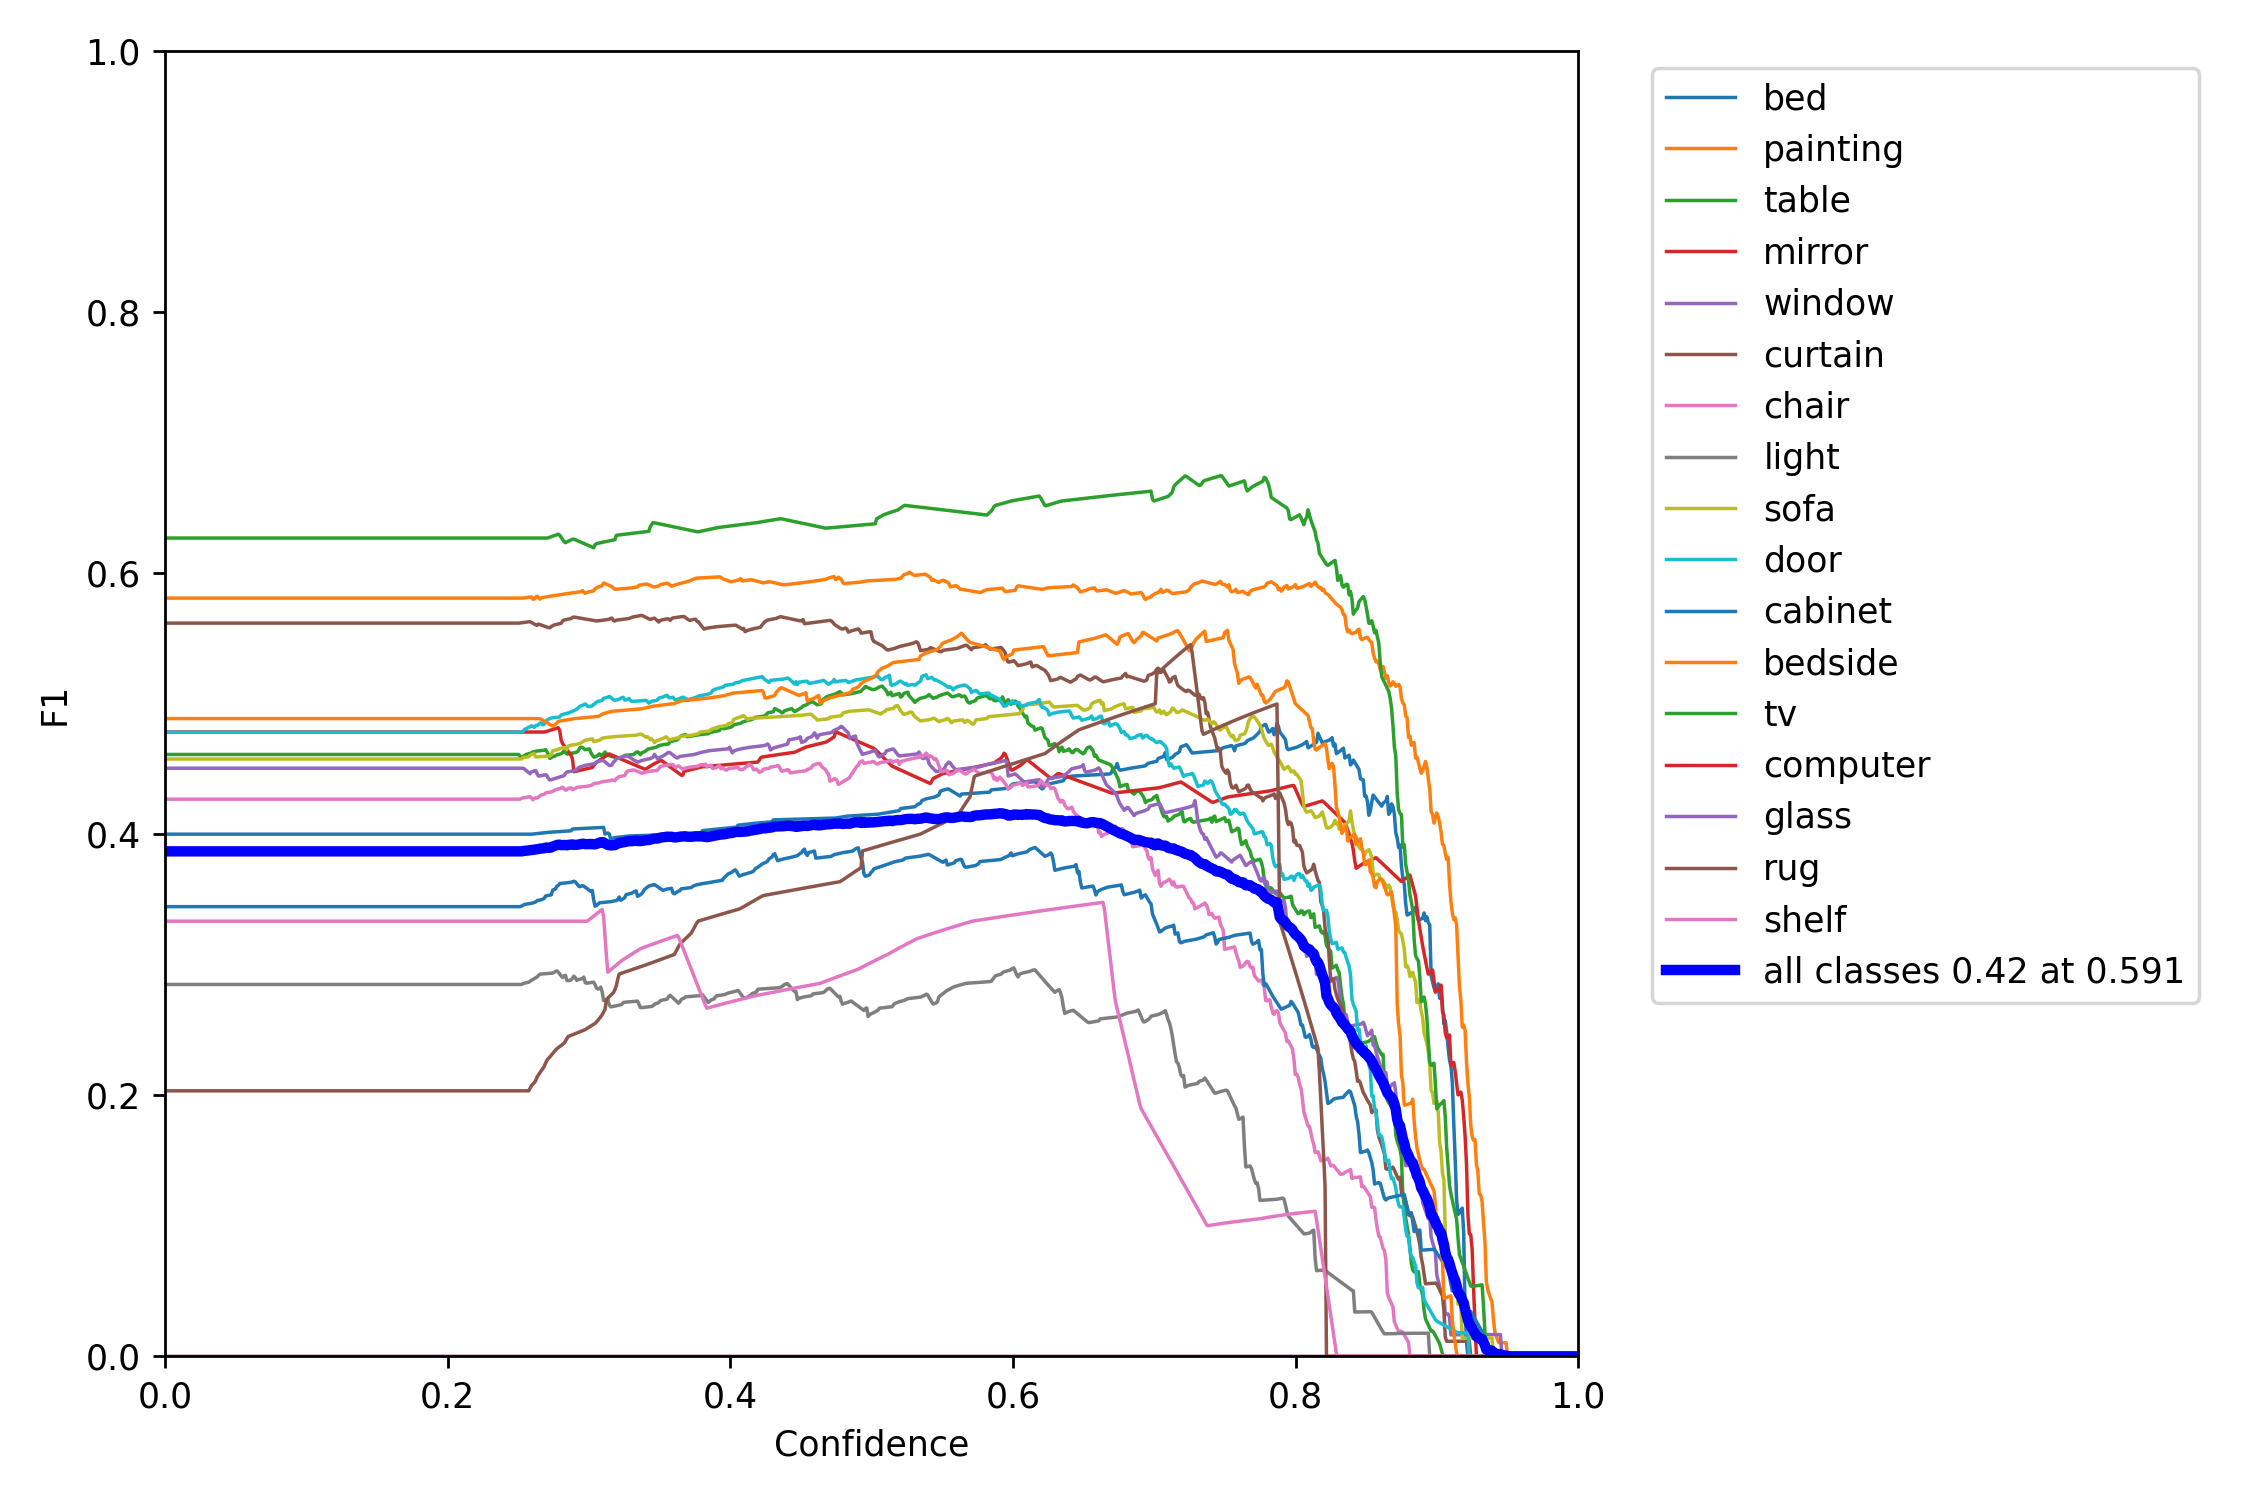 1.0
0.8
0.6
0.4
0.2
0.0
F1
0.0 0.2 0.4 0.6 0.8 1.0
Confidence
bed
painting
table
mirror
window
curtain
chair
light
sofa
door
cabinet
bedside
tv
computer
glass
rug
shelf
all classes 0.42 at 0.591